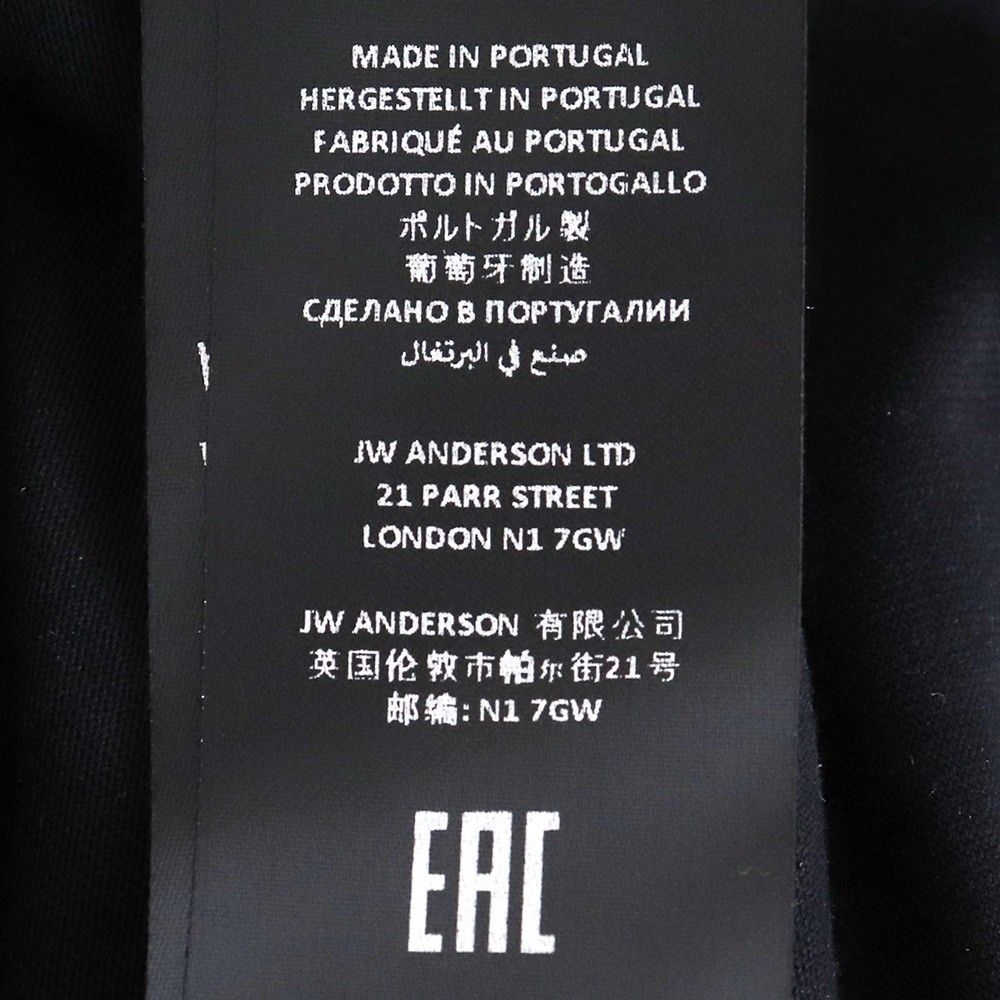 MADE IN PORTUGAL
HERGESTELLT IN PORTUGAL
FABRIQUÉ AU PORTUGAL
PRODOTTO IN PORTOGALLO
ポルトガル製
葡萄牙制造
СДЕЛАНО В ПОРТУГАЛИИ
صنع في البرتغال
JW ANDERSON LTD
21 PARR STREET
LONDON N1 7GW
JW ANDERSON 有限公司
英国伦敦市帕尔街21号
邮编: N1 7GW
EAC